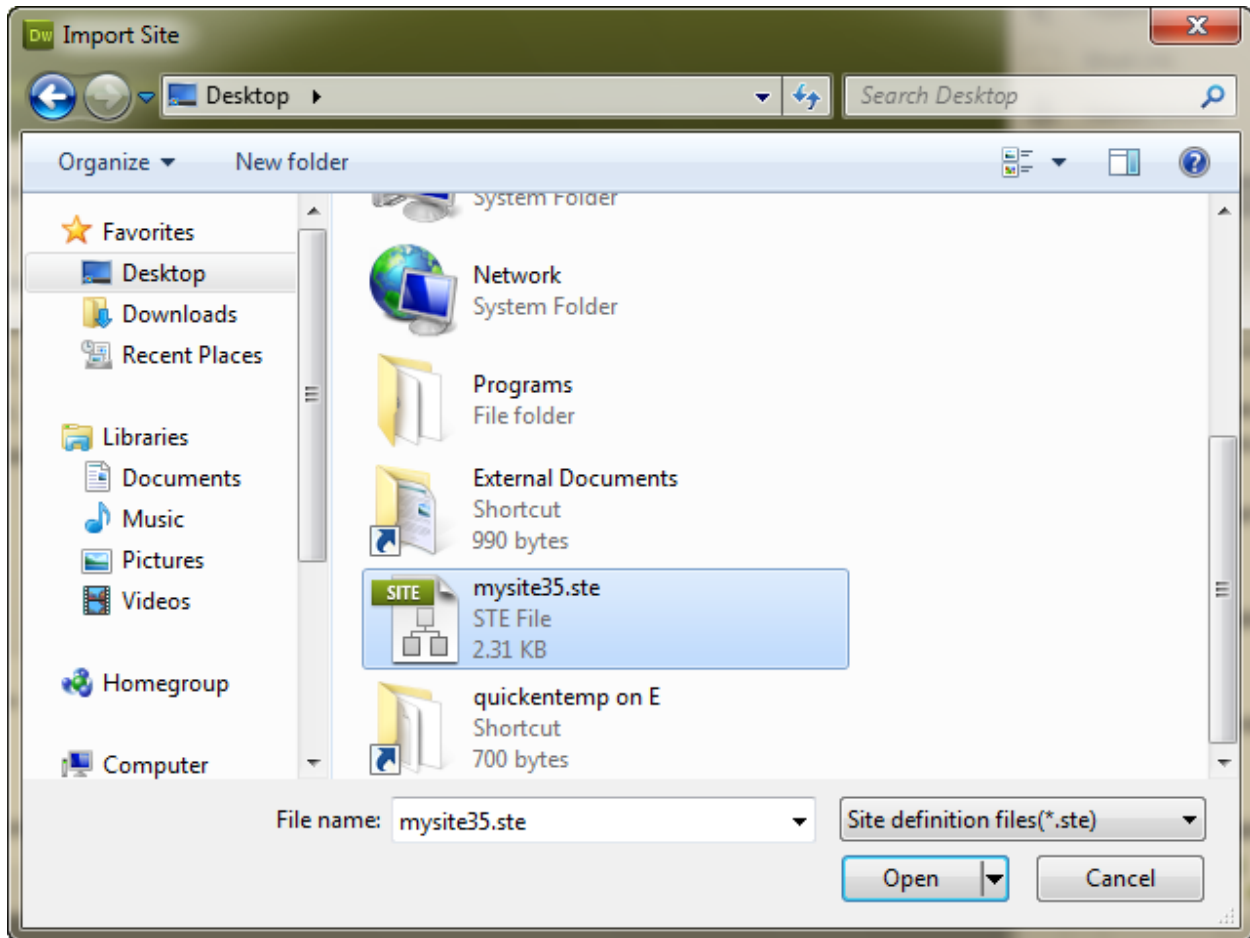 Dw Import Site
Desktop
Search Desktop
Organize
New folder
Favorites
Desktop
Downloads
Recent Places
Libraries
Documents
Music
Pictures
Videos
Homegroup
Computer
System Folder
Network
System Folder
Programs
File folder
External Documents
Shortcut
990 bytes
SITE
mysite35.ste
STE File
2.31 KB
quickentemp on E
Shortcut
700 bytes
File name: mysite35.ste
Site definition files(*.ste)
Open
Cancel